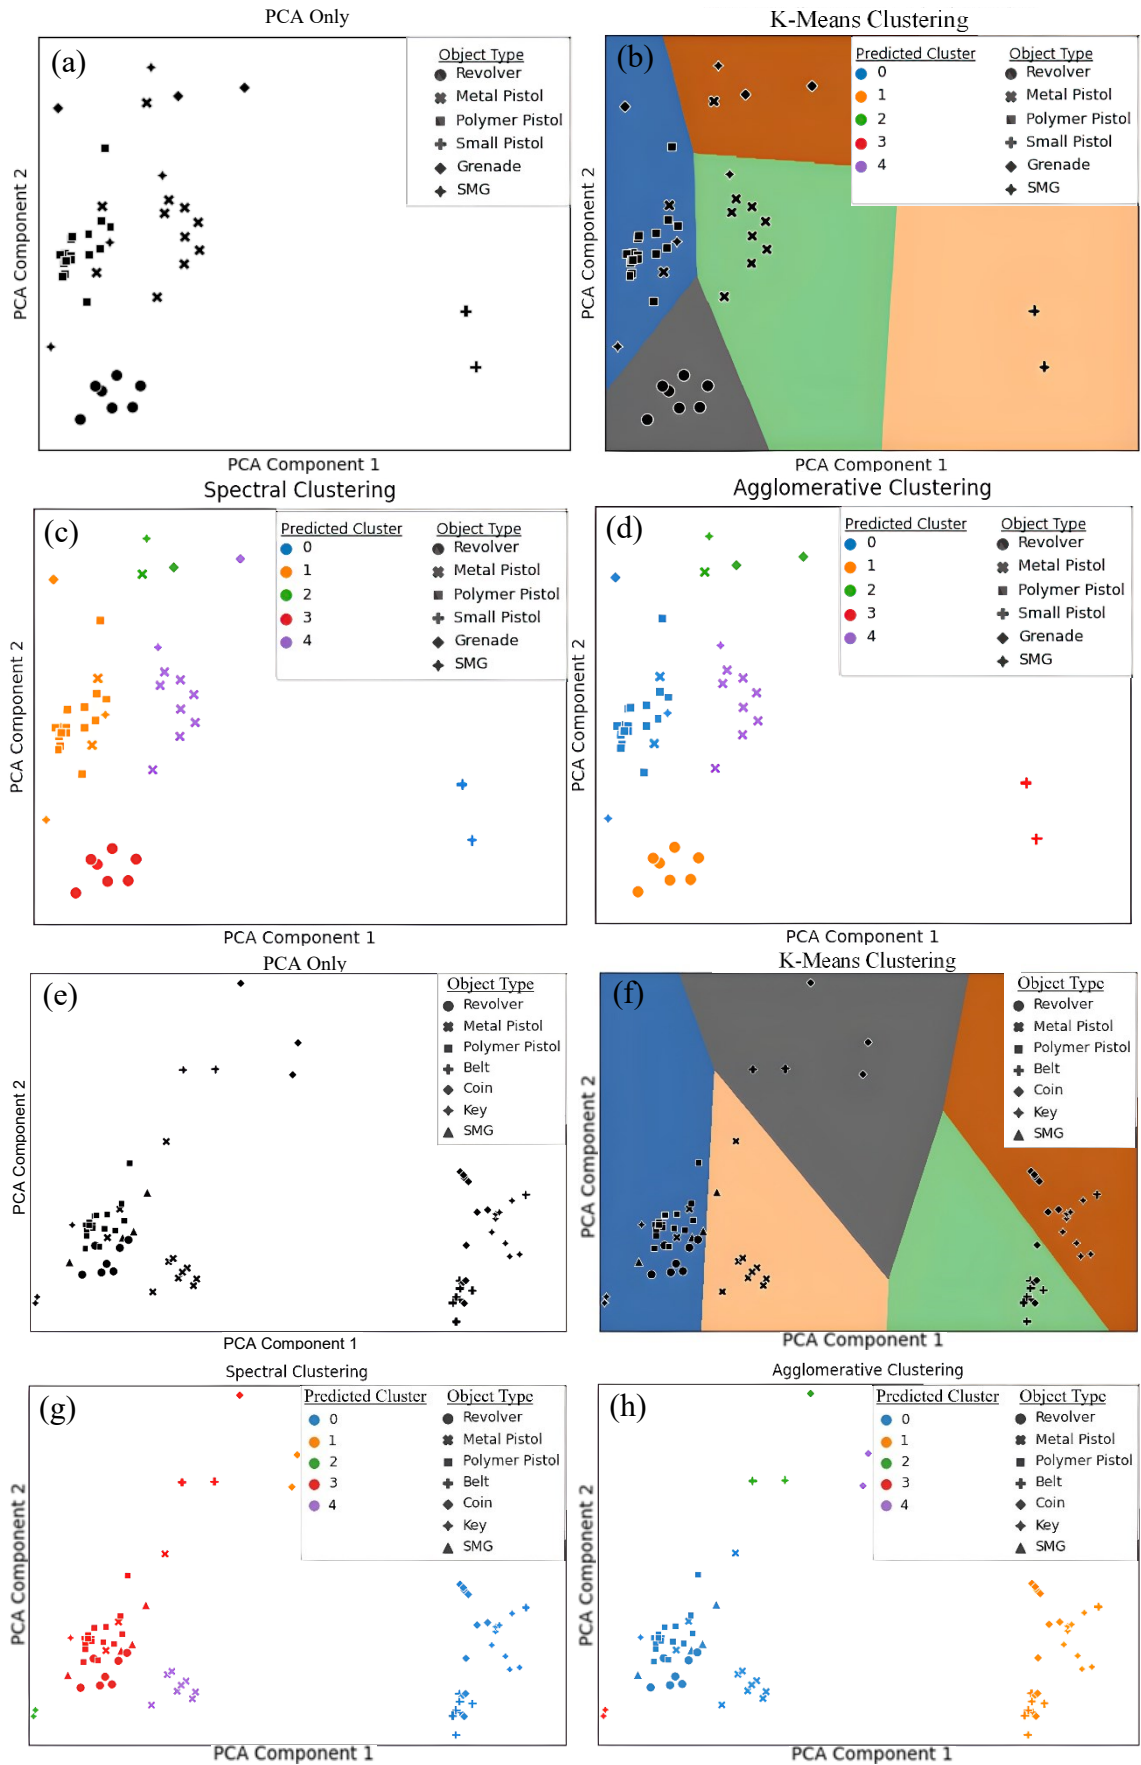 PCA Only
(a)
Object Type
Revolver
Metal Pistol
Polymer Pistol
Small Pistol
Grenade
SMG
PCA Component 2
PCA Component 1
K-Means Clustering
(b)
Predicted Cluster
0
1
2
3
4
Object Type
Revolver
Metal Pistol
Polymer Pistol
Small Pistol
Grenade
SMG
PCA Component 2
PCA Component 1
Spectral Clustering
(c)
Predicted Cluster
0
1
2
3
4
Object Type
Revolver
Metal Pistol
Polymer Pistol
Small Pistol
Grenade
SMG
PCA Component 2
PCA Component 1
Agglomerative Clustering
(d)
Predicted Cluster
0
1
2
3
4
Object Type
Revolver
Metal Pistol
Polymer Pistol
Small Pistol
Grenade
SMG
PCA Component 2
PCA Component 1
PCA Only
(e)
Object Type
Revolver
Metal Pistol
Polymer Pistol
Belt
Coin
Key
SMG
PCA Component 2
PCA Component 1
K-Means Clustering
(f)
Object Type
Revolver
Metal Pistol
Polymer Pistol
Belt
Coin
Key
SMG
PCA Component 2
PCA Component 1
Spectral Clustering
(g)
Predicted Cluster
0
1
2
3
4
Object Type
Revolver
Metal Pistol
Polymer Pistol
Belt
Coin
Key
SMG
PCA Component 2
PCA Component 1
Agglomerative Clustering
(h)
Predicted Cluster
0
1
2
3
4
Object Type
Revolver
Metal Pistol
Polymer Pistol
Belt
Coin
Key
SMG
PCA Component 2
PCA Component 1